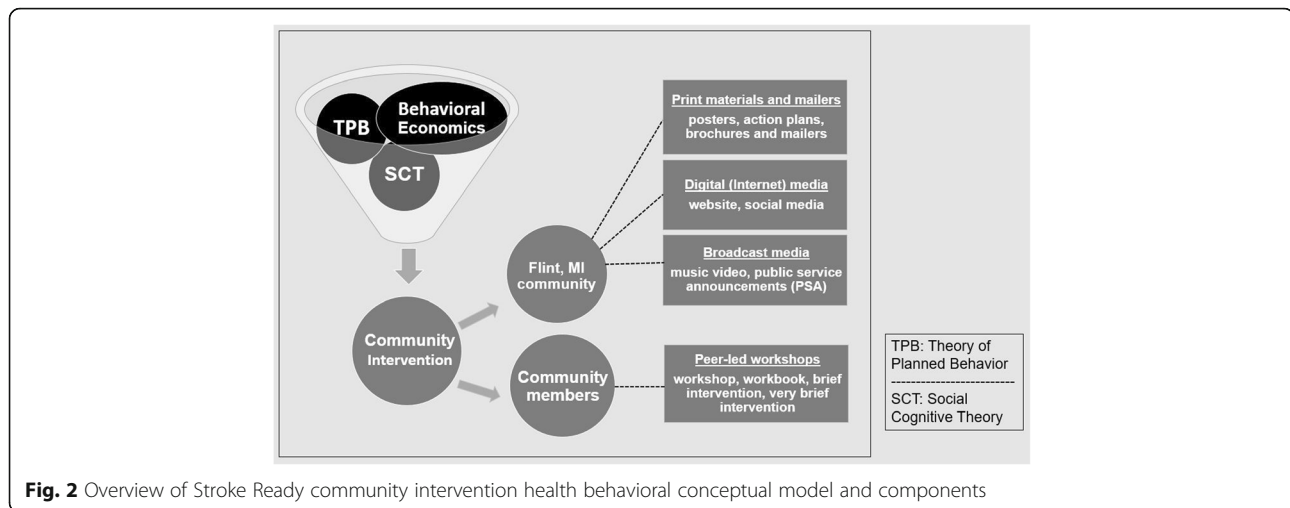 TPB
Behavioral
Economics
SCT
Community
Intervention
Flint, MI
community
Community
members
Print materials and mailers
posters, action plans,
brochures and mailers
Digital (Internet) media
website, social media
Broadcast media
music video, public service
announcements (PSA)
Peer-led workshops
workshop, workbook, brief
intervention, very brief
intervention
TPB: Theory of
Planned Behavior
--------------------------
SCT: Social
Cognitive Theory
Fig. 2 Overview of Stroke Ready community intervention health behavioral conceptual model and components